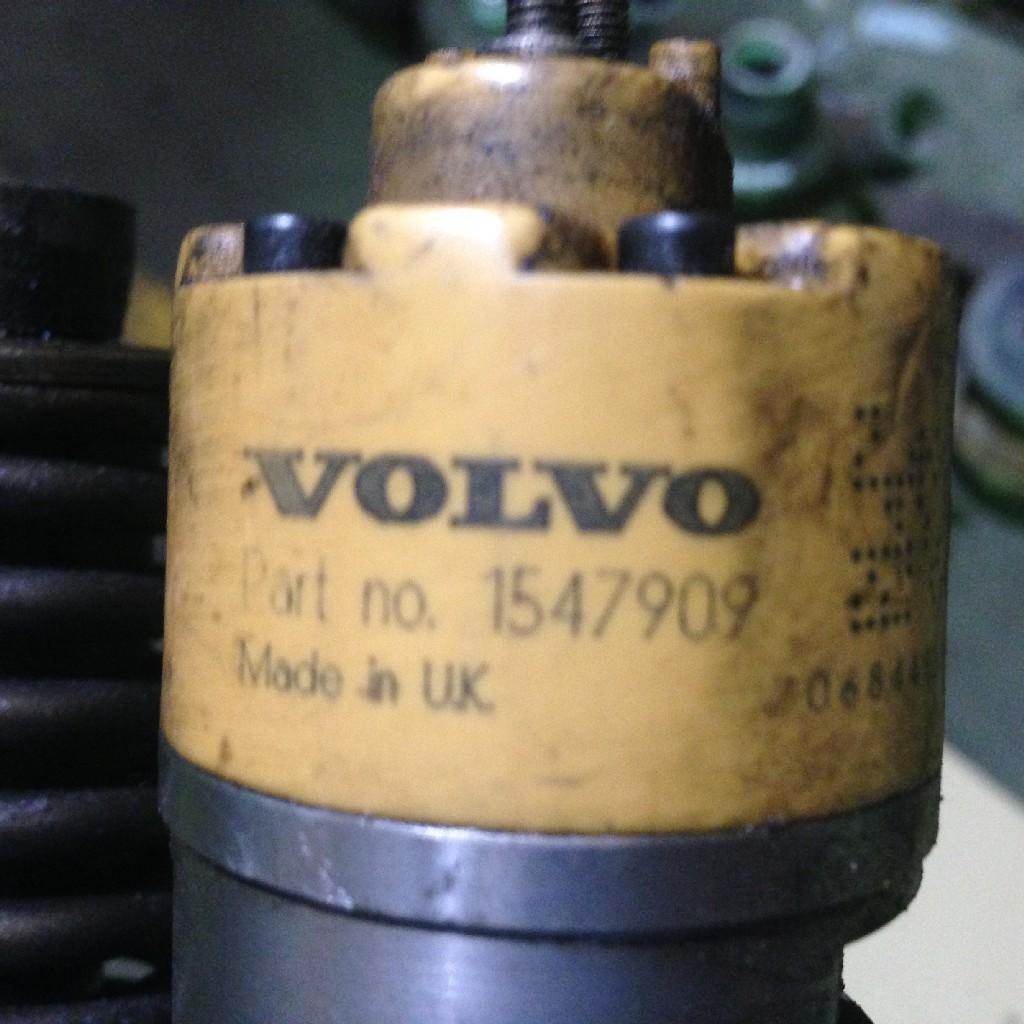 VOLVO
Part no. 1547909
Made in U.K.